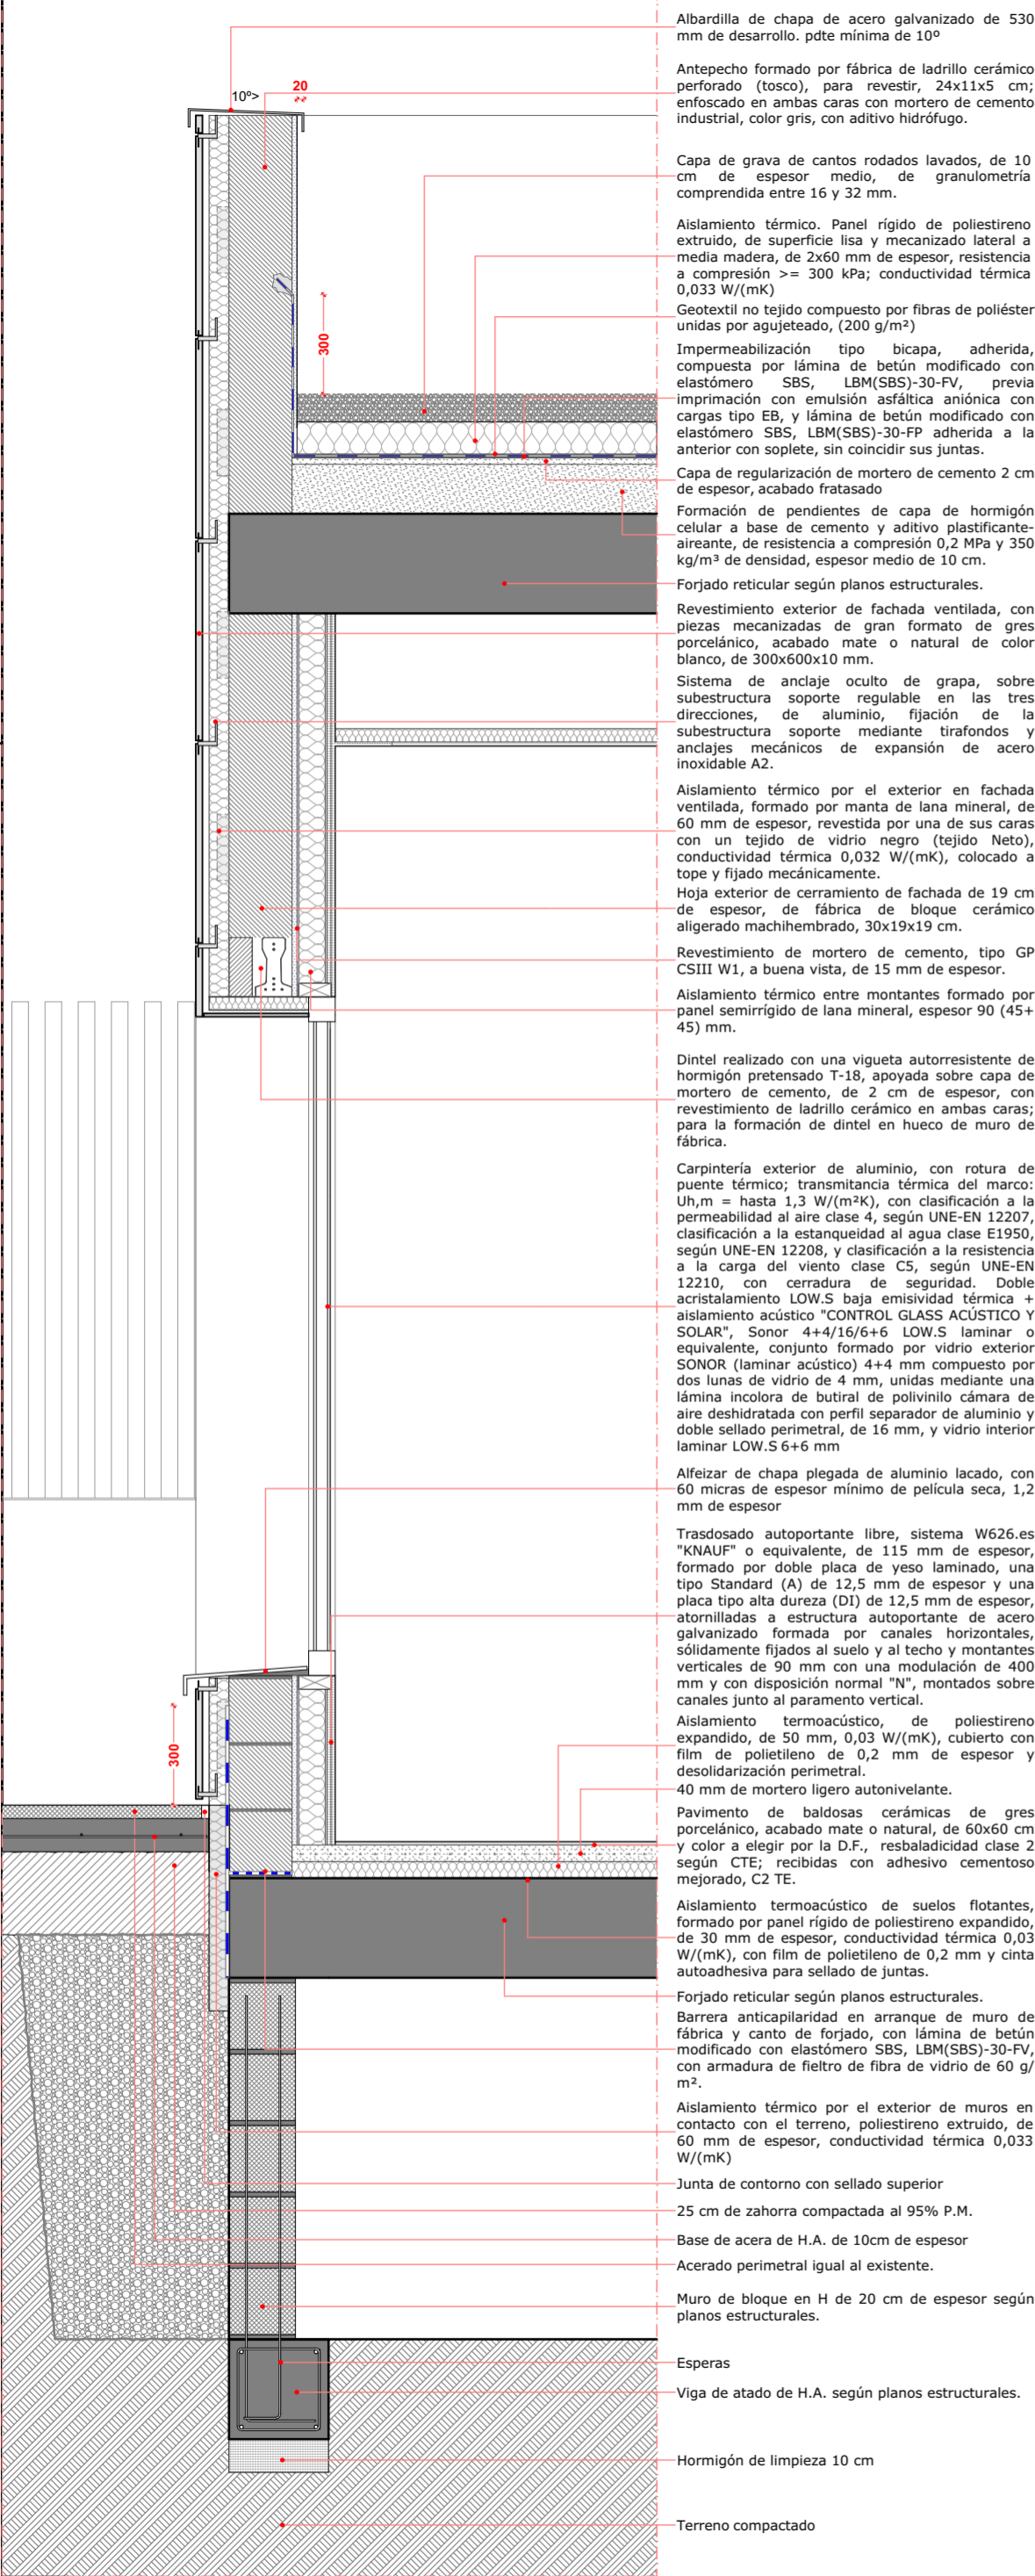 Albardilla de chapa de acero galvanizado de 530
mm de desarrollo. pdte mínima de 10º
10º>
20
Antepecho formado por fábrica de ladrillo cerámico
perforado (tosco), para revestir, 24x11x5 cm;
enfoscado en ambas caras con mortero de cemento
industrial, color gris, con aditivo hidrófugo.
Capa de grava de cantos rodados lavados, de 10
cm de espesor medio, de granulometría
comprendida entre 16 y 32 mm.
Aislamiento térmico. Panel rígido de poliestireno
extruido, de superficie lisa y mecanizado lateral a
media madera, de 2x60 mm de espesor, resistencia
a compresión >= 300 kPa; conductividad térmica
0,033 W/(mK)
300
Geotextil no tejido compuesto por fibras de poliéster
unidas por agujeteado, (200 g/m²)
Impermeabilización tipo bicapa, adherida,
compuesta por lámina de betún modificado con
elastómero SBS, LBM(SBS)-30-FV, previa
imprimación con emulsión asfáltica aniónica con
cargas tipo EB, y lámina de betún modificado con
elastómero SBS, LBM(SBS)-30-FP adherida a la
anterior con soplete, sin coincidir sus juntas.
Capa de regularización de mortero de cemento 2 cm
de espesor, acabado fratasado
Formación de pendientes de capa de hormigón
celular a base de cemento y aditivo plastificante-
aireante, de resistencia a compresión 0,2 MPa y 350
kg/m³ de densidad, espesor medio de 10 cm.
Forjado reticular según planos estructurales.
Revestimiento exterior de fachada ventilada, con
piezas mecanizadas de gran formato de gres
porcelánico, acabado mate o natural de color
blanco, de 300x600x10 mm.
Sistema de anclaje oculto de grapa, sobre
subestructura soporte regulable en las tres
direcciones, de aluminio, fijación de la
subestructura soporte mediante tirafondos y
anclajes mecánicos de expansión de acero
inoxidable A2.
Aislamiento térmico por el exterior en fachada
ventilada, formado por manta de lana mineral, de
60 mm de espesor, revestida por una de sus caras
con un tejido de vidrio negro (tejido Neto),
conductividad térmica 0,032 W/(mK), colocado a
tope y fijado mecánicamente.
Hoja exterior de cerramiento de fachada de 19 cm
de espesor, de fábrica de bloque cerámico
aligerado machihembrado, 30x19x19 cm.
Revestimiento de mortero de cemento, tipo GP
CSIII W1, a buena vista, de 15 mm de espesor.
Aislamiento térmico entre montantes formado por
panel semirrígido de lana mineral, espesor 90 (45+
45) mm.
Dintel realizado con una vigueta autorresistente de
hormigón pretensado T-18, apoyada sobre capa de
mortero de cemento, de 2 cm de espesor, con
revestimiento de ladrillo cerámico en ambas caras;
para la formación de dintel en hueco de muro de
fábrica.
Carpintería exterior de aluminio, con rotura de
puente térmico; transmitancia térmica del marco:
Uh,m = hasta 1,3 W/(m²K), con clasificación a la
permeabilidad al aire clase 4, según UNE-EN 12207,
clasificación a la estanqueidad al agua clase E1950,
según UNE-EN 12208, y clasificación a la resistencia
a la carga del viento clase C5, según UNE-EN
12210, con cerradura de seguridad. Doble
acristalamiento LOW.S baja emisividad térmica +
aislamiento acústico "CONTROL GLASS ACÚSTICO Y
SOLAR", Sonor 4+4/16/6+6 LOW.S laminar o
equivalente, conjunto formado por vidrio exterior
SONOR (laminar acústico) 4+4 mm compuesto por
dos lunas de vidrio de 4 mm, unidas mediante una
lámina incolora de butiral de polivinilo cámara de
aire deshidratada con perfil separador de aluminio y
doble sellado perimetral, de 16 mm, y vidrio interior
laminar LOW.S 6+6 mm
Alfeizar de chapa plegada de aluminio lacado, con
60 micras de espesor mínimo de película seca, 1,2
mm de espesor
Trasdosado autoportante libre, sistema W626.es
"KNAUF" o equivalente, de 115 mm de espesor,
formado por doble placa de yeso laminado, una
tipo Standard (A) de 12,5 mm de espesor y una
placa tipo alta dureza (DI) de 12,5 mm de espesor,
atornilladas a estructura autoportante de acero
galvanizado formada por canales horizontales,
sólidamente fijados al suelo y al techo y montantes
verticales de 90 mm con una modulación de 400
mm y con disposición normal "N", montados sobre
canales junto al paramento vertical.
300
Aislamiento termoacústico, de poliestireno
expandido, de 50 mm, 0,03 W/(mK), cubierto con
film de polietileno de 0,2 mm de espesor y
desolidarización perimetral.
40 mm de mortero ligero autonivelante.
Pavimento de baldosas cerámicas de gres
porcelánico, acabado mate o natural, de 60x60 cm
y color a elegir por la D.F., resbaladicidad clase 2
según CTE; recibidas con adhesivo cementoso
mejorado, C2 TE.
Aislamiento termoacústico de suelos flotantes,
formado por panel rígido de poliestireno expandido,
de 30 mm de espesor, conductividad térmica 0,03
W/(mK), con film de polietileno de 0,2 mm y cinta
autoadhesiva para sellado de juntas.
Forjado reticular según planos estructurales.
Barrera anticapilaridad en arranque de muro de
fábrica y canto de forjado, con lámina de betún
modificado con elastómero SBS, LBM(SBS)-30-FV,
con armadura de fieltro de fibra de vidrio de 60 g/
m².
Aislamiento térmico por el exterior de muros en
contacto con el terreno, poliestireno extruido, de
60 mm de espesor, conductividad térmica 0,033
W/(mK)
Junta de contorno con sellado superior
25 cm de zahorra compactada al 95% P.M.
Base de acera de H.A. de 10cm de espesor
Acerado perimetral igual al existente.
Muro de bloque en H de 20 cm de espesor según
planos estructurales.
Esperas
Viga de atado de H.A. según planos estructurales.
Hormigón de limpieza 10 cm
Terreno compactado